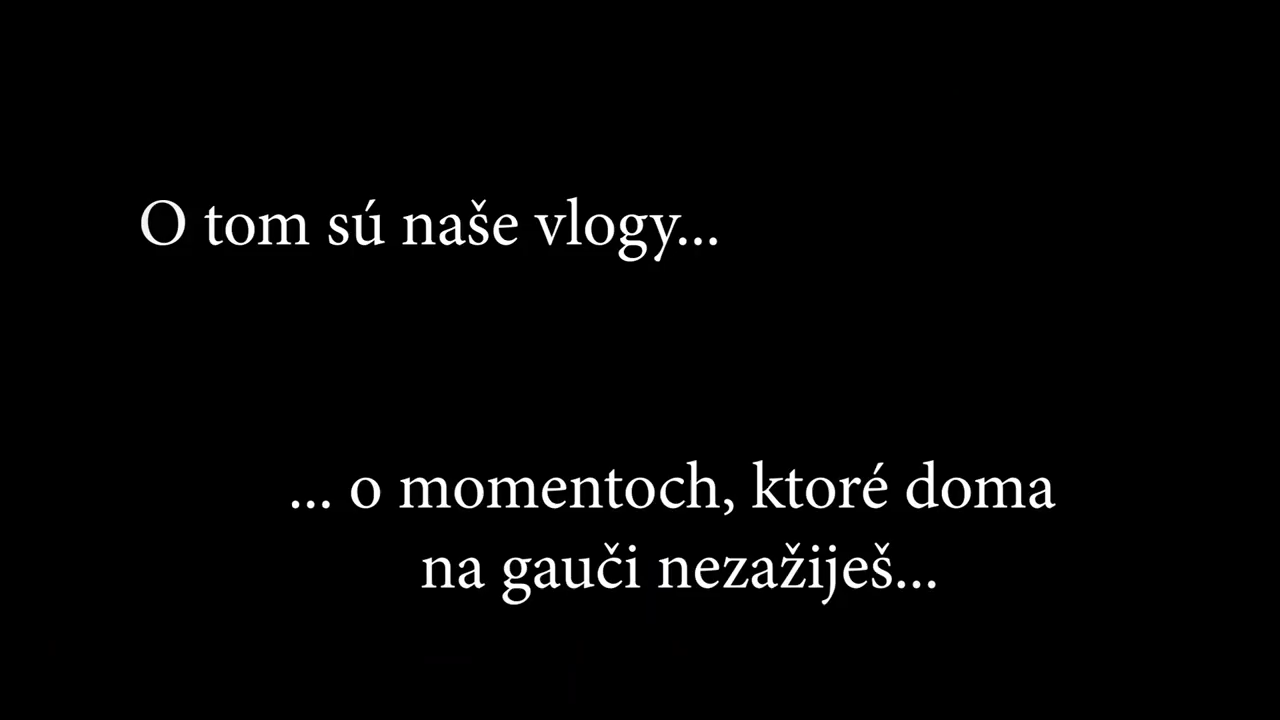 O tom sú naše vlogy...
... o momentoch, ktoré doma
na gauči nezažiješ...